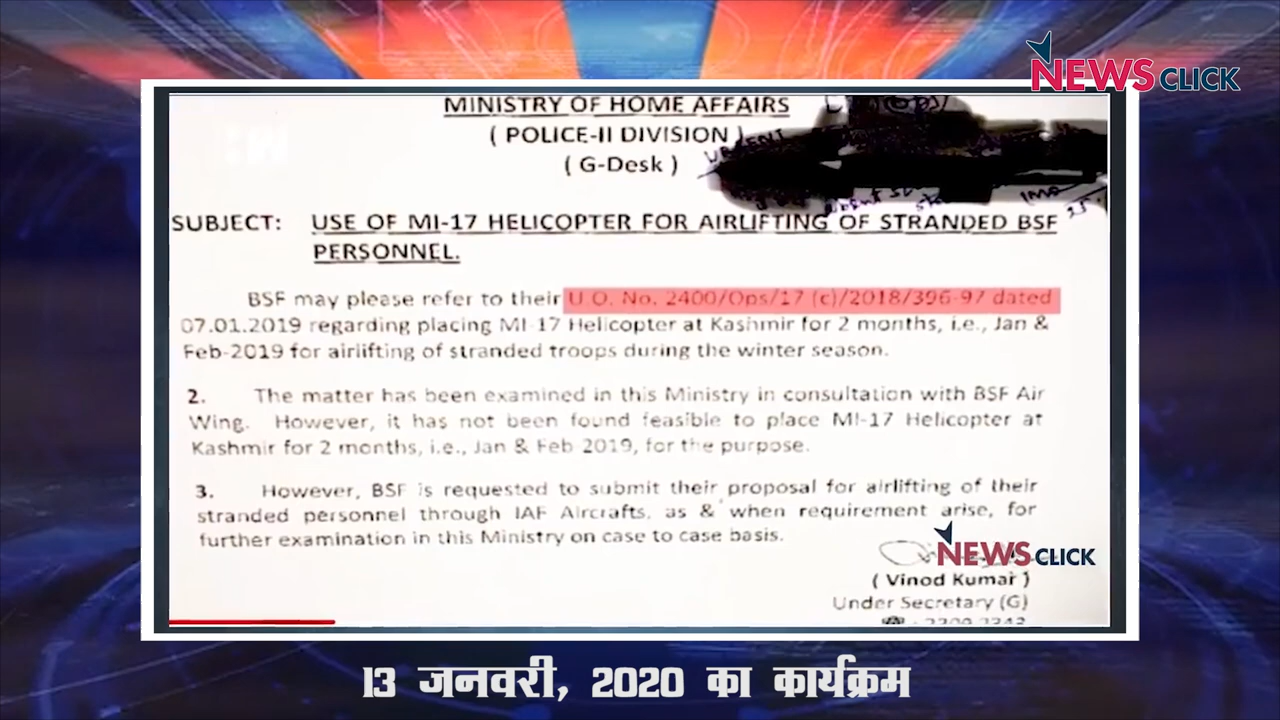 NEWSCLICK
MINISTRY OF HOME AFFAIRS
( POLICE-II DIVISION )
( G-Desk )
URGENT
SUBJECT: USE OF MI-17 HELICOPTER FOR AIRLIFTING OF STRANDED BSF
PERSONNEL.
BSF may please refer to their U.O. No. 2400/Ops/17 (c)/2018/396-97 dated
07.01.2019 regarding placing MI-17 Helicopter at Kashmir for 2 months, i.e., Jan &
Feb-2019 for airlifting of stranded troops during the winter season.
2. The matter has been examined in this Ministry in consultation with BSF Air
Wing. However, it has not been found feasible to place MI-17 Helicopter at
Kashmir for 2 months, i.e., Jan & Feb 2019, for the purpose.
3. However, BSF is requested to submit their proposal for airlifting of their
stranded personnel through IAF Aircrafts, as & when requirement arise, for
further examination in this Ministry on case to case basis.
NEWSCLICK
( Vinod Kumar )
Under Secretary (G)
13 जनवरी, 2020 का कार्यक्रम